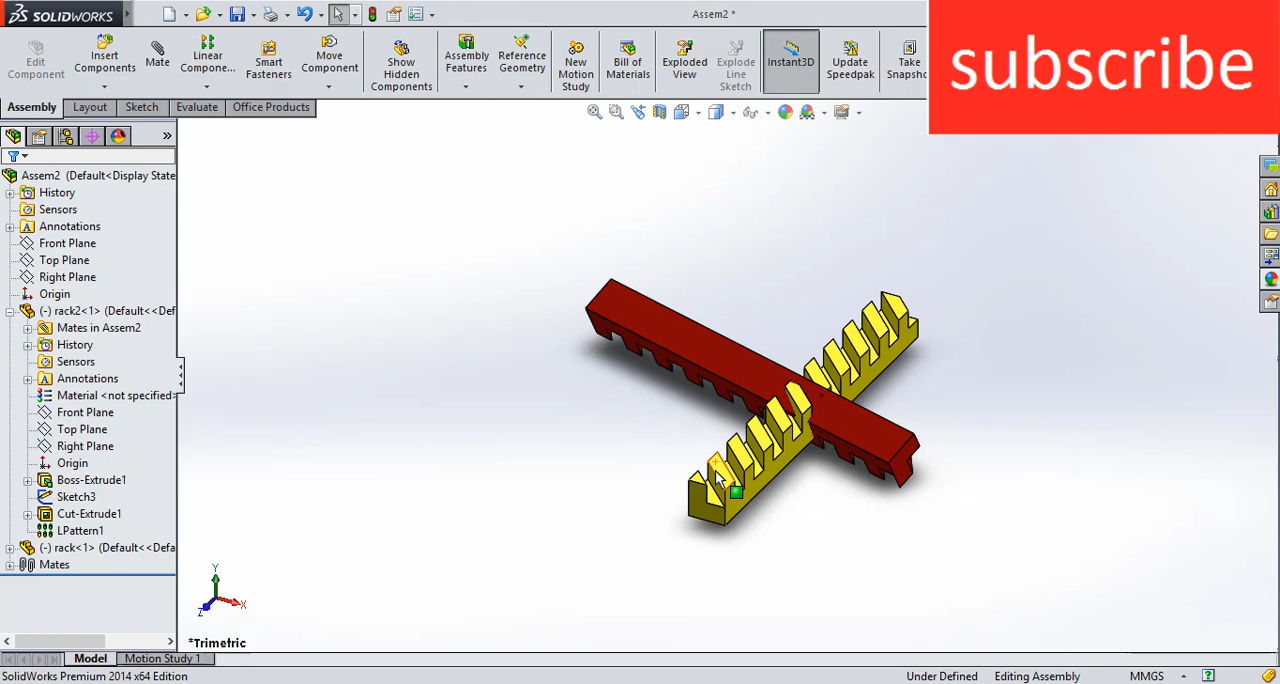 SOLIDWORKS
Assem2 *
subscribe
Edit Component
Insert Components
Mate
Linear Compone...
Smart Fasteners
Move Component
Show Hidden Components
Assembly Features
Reference Geometry
New Motion Study
Bill of Materials
Exploded View
Explode Line Sketch
Instant3D
Update Speedpak
Take Snapsho
Assembly
Layout
Sketch
Evaluate
Office Products
Assem2 (Default<Display State
History
Sensors
Annotations
Front Plane
Top Plane
Right Plane
Origin
(-) rack2<1> (Default<<Def
Mates in Assem2
History
Sensors
Annotations
Material <not specified>
Front Plane
Top Plane
Right Plane
Origin
Boss-Extrude1
Sketch3
Cut-Extrude1
LPattern1
(-) rack<1> (Default<<Defa
Mates
Y
X
Z
*Trimetric
Model
Motion Study 1
SolidWorks Premium 2014 x64 Edition
Under Defined
Editing Assembly
MMGS